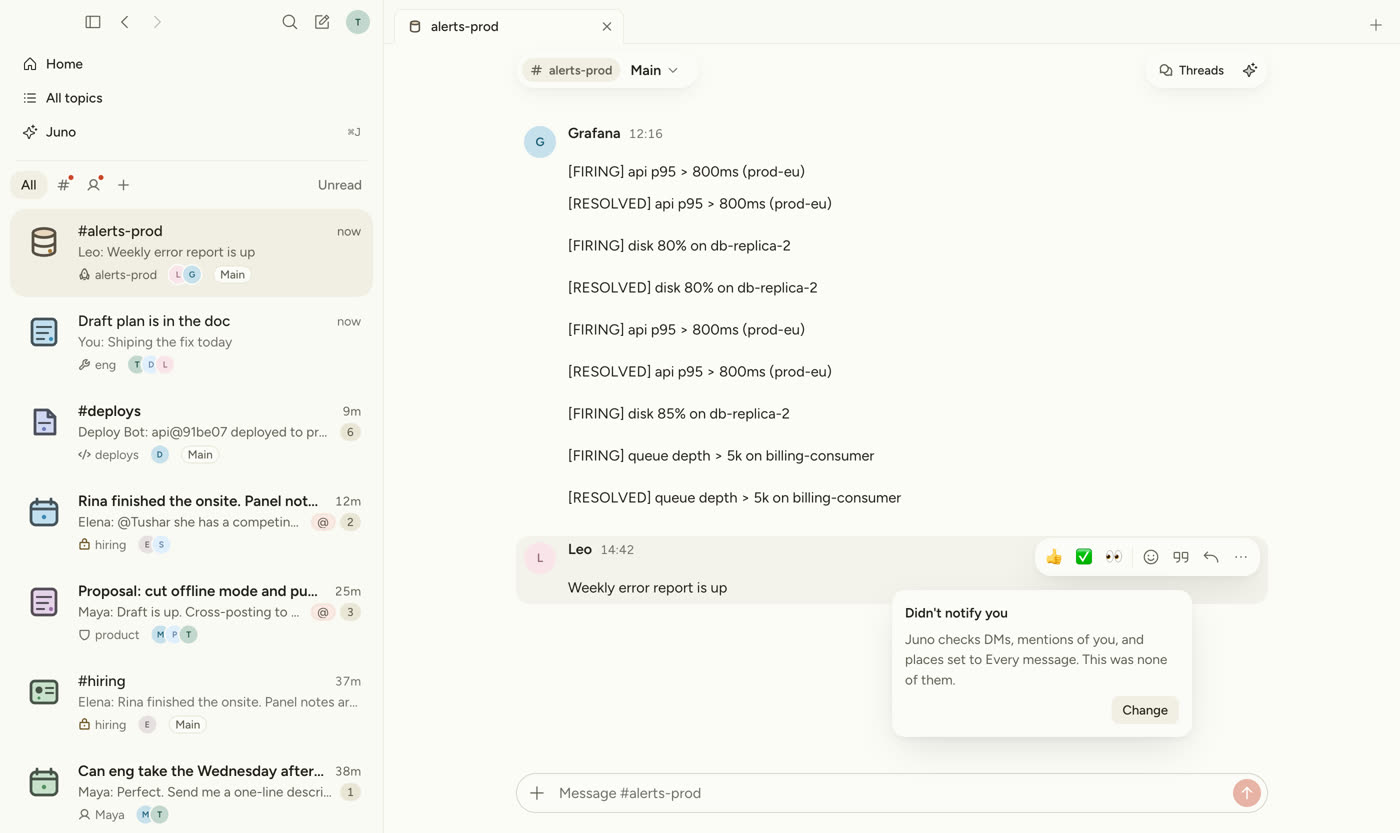 T
Home
All topics
Juno
⌘J
All
Unread
#alerts-prod
now
Leo: Weekly error report is up
alerts-prod
L G
Main
Draft plan is in the doc
now
You: Shiping the fix today
eng
T D L
#deploys
9m
Deploy Bot: api@91be07 deployed to pr...
6
deploys
D
Main
Rina finished the onsite. Panel not...
12m
Elena: @Tushar she has a competin...
@ 2
hiring
E S
Proposal: cut offline mode and pu...
25m
Maya: Draft is up. Cross-posting to ...
@ 3
product
M P T
#hiring
37m
Elena: Rina finished the onsite. Panel notes ar...
hiring
E
Main
Can eng take the Wednesday after...
38m
Maya: Perfect. Send me a one-line descri...
1
Maya
M T
alerts-prod
# alerts-prod
Main
Threads
G
Grafana 12:16
[FIRING] api p95 > 800ms (prod-eu)
[RESOLVED] api p95 > 800ms (prod-eu)
[FIRING] disk 80% on db-replica-2
[RESOLVED] disk 80% on db-replica-2
[FIRING] api p95 > 800ms (prod-eu)
[RESOLVED] api p95 > 800ms (prod-eu)
[FIRING] disk 85% on db-replica-2
[FIRING] queue depth > 5k on billing-consumer
[RESOLVED] queue depth > 5k on billing-consumer
L
Leo 14:42
Weekly error report is up
Didn't notify you
Juno checks DMs, mentions of you, and
places set to Every message. This was none
of them.
Change
Message #alerts-prod